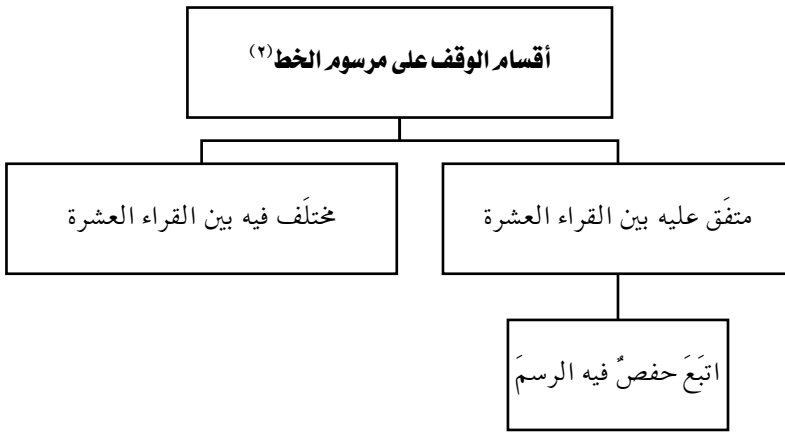 أقسام الوقف على مرسوم الخط(٢)
متفَق عليه بين القراء العشرة
مختلَف فيه بين القراء العشرة
اتبَعَ حفصٌ فيه الرسمَ